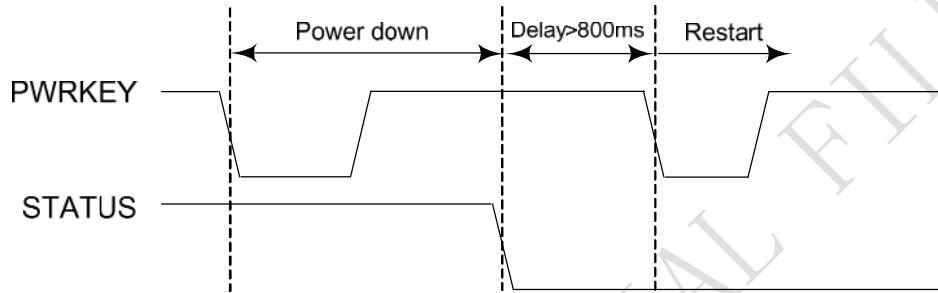 Power down
Delay>800ms
Restart
PWRKEY
STATUS